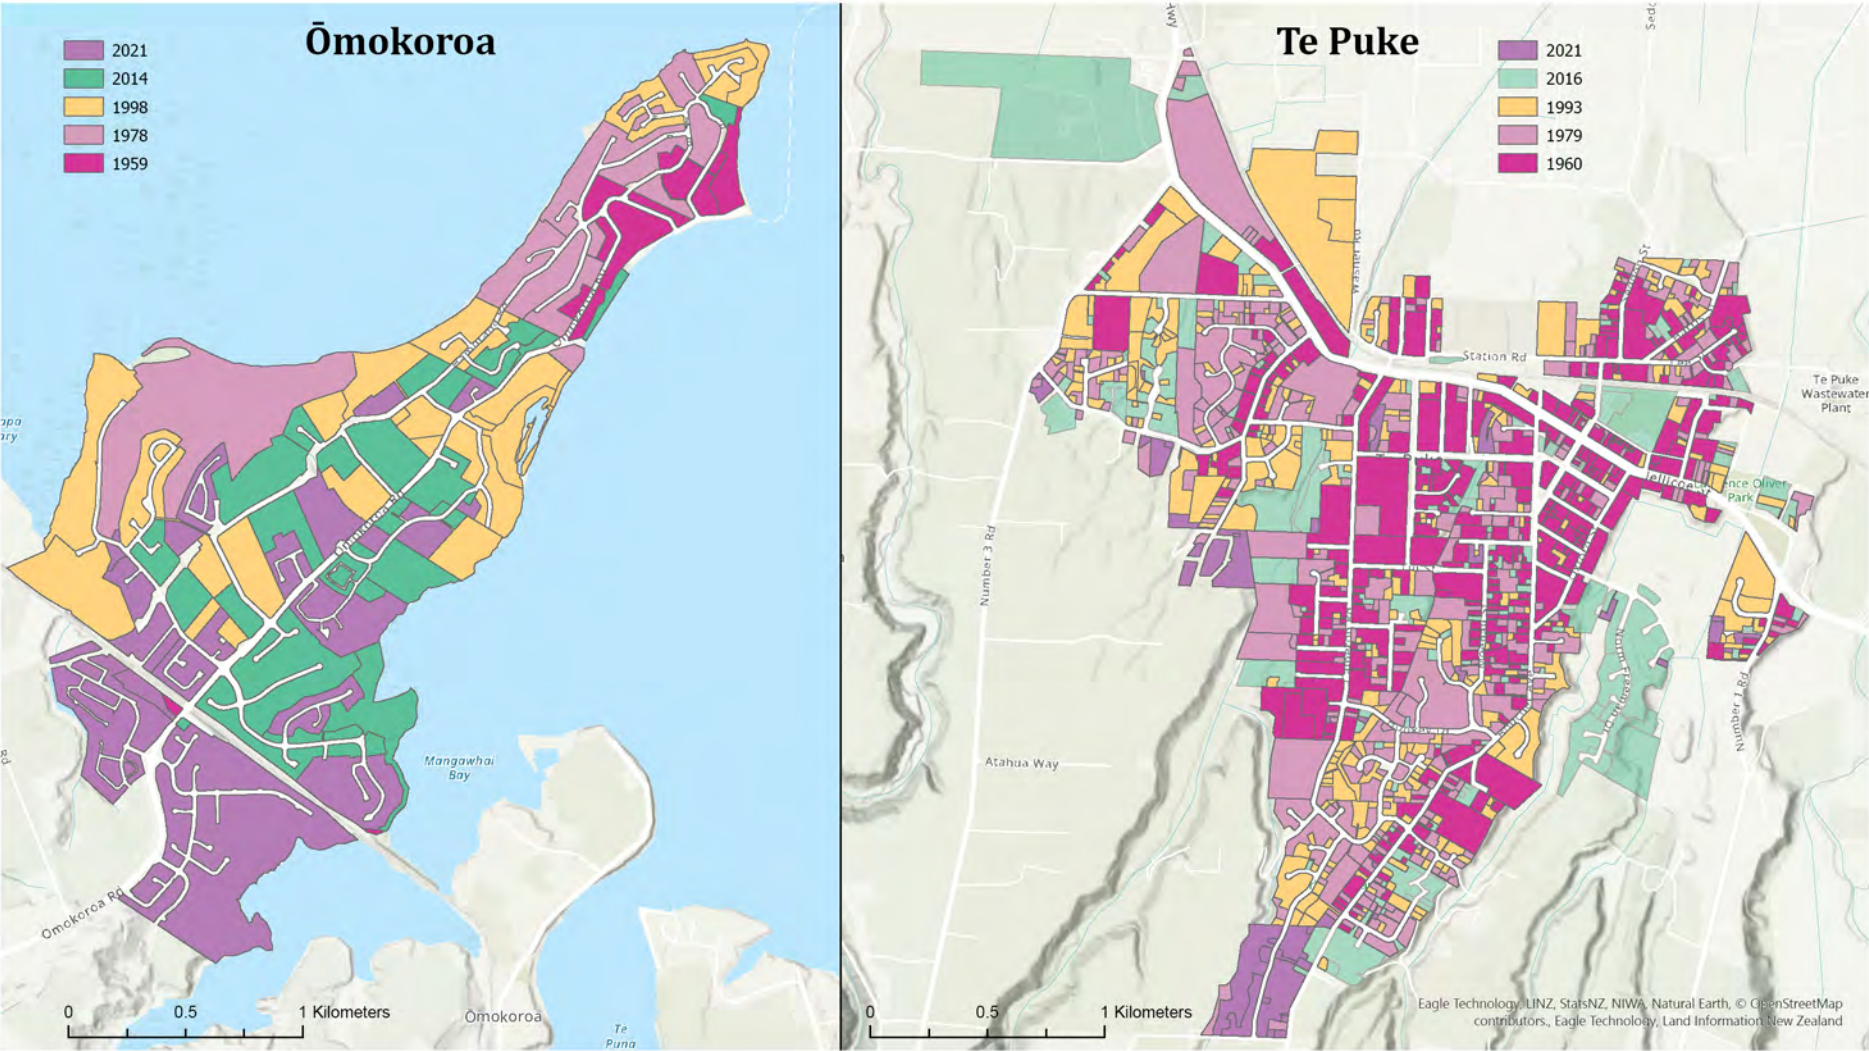 Ōmokoroa
2021
2014
1998
1978
1959
Mangawhai
Bay
Omokoroa Rd
Ōmokoroa
Te
Puna
0 0.5 1 Kilometers
Te Puke
2021
2016
1993
1979
1960
Station Rd
Te Puke
Wastewater
Plant
Washer Rd
Park
Number 3 Rd
Number 1 Rd
Atahua Way
0 0.5 1 Kilometers
Eagle Technology, LINZ, StatsNZ, NIWA, Natural Earth, © OpenStreetMap
contributors., Eagle Technology, Land Information New Zealand